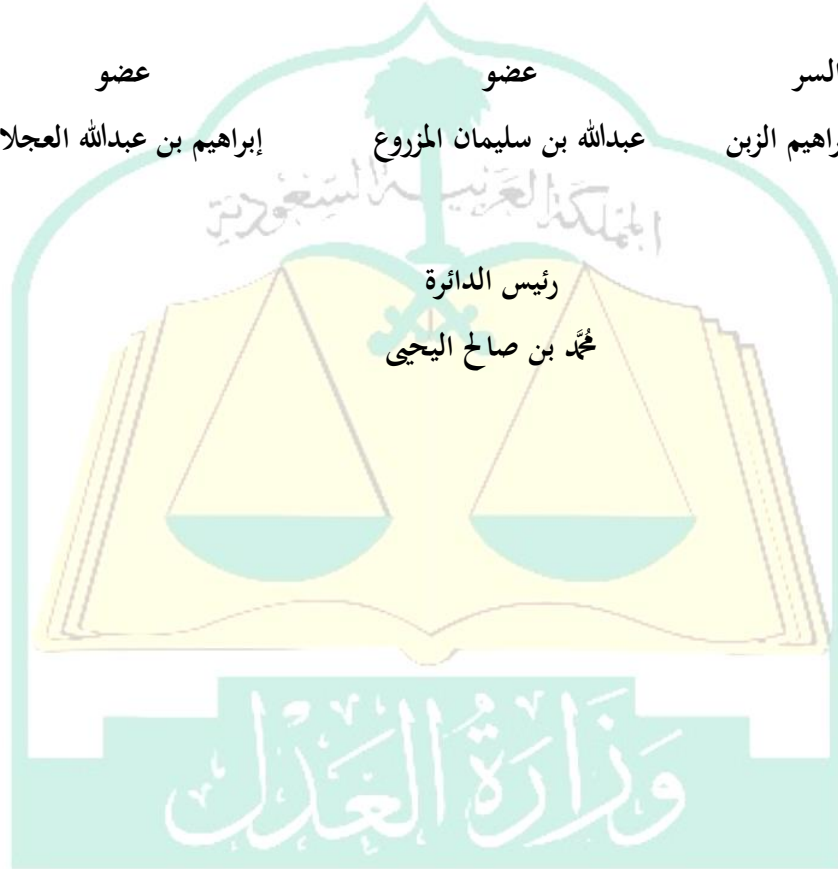 السر عضو عضو
راهيم الزبن عبدالله بن سليمان المزروع إبراهيم بن عبدالله العجلا
المملكة العربية السعودية
رئيس الدائرة
مُحَمَّد بن صالح اليحيى
وزارة العدل